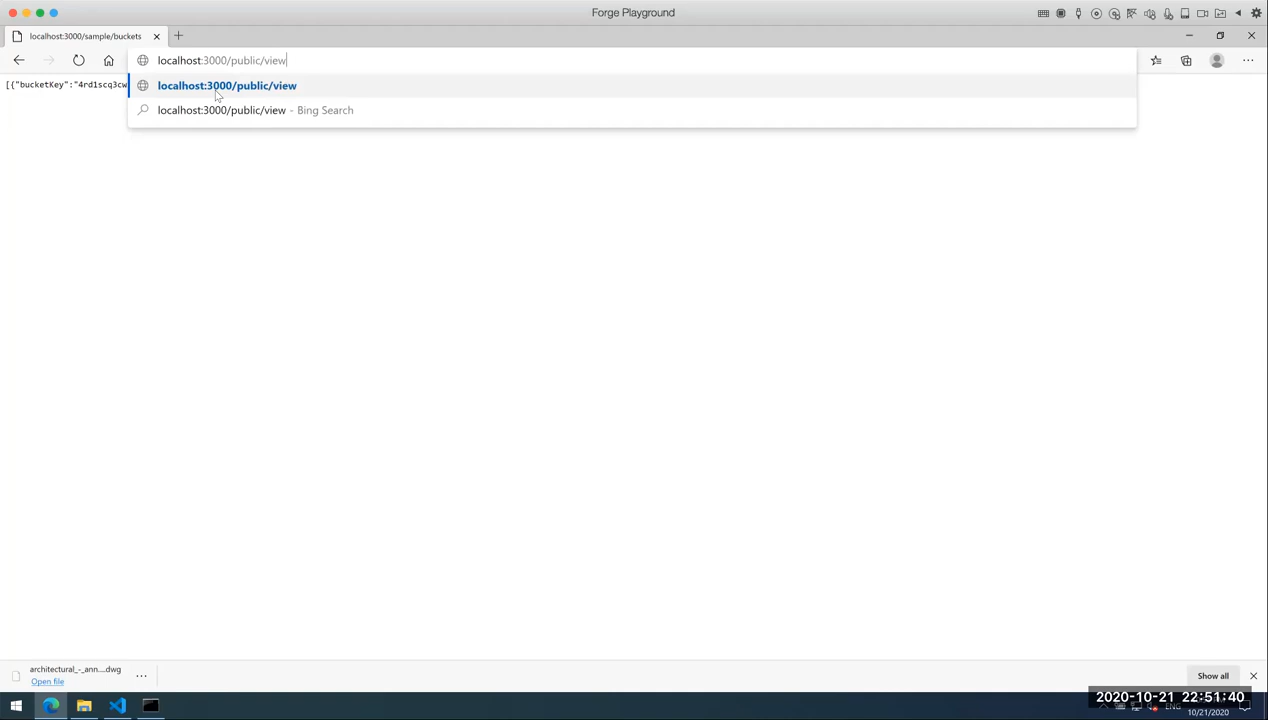 Forge Playground
localhost:3000/sample/buckets
localhost:3000/public/view
[{"bucketKey":"4rd1scq3cw
localhost:3000/public/view
localhost:3000/public/view - Bing Search
architectural_-_ann....dwg
Open file
Show all
2020-10-21 22:51:40
ENG
10/21/2020